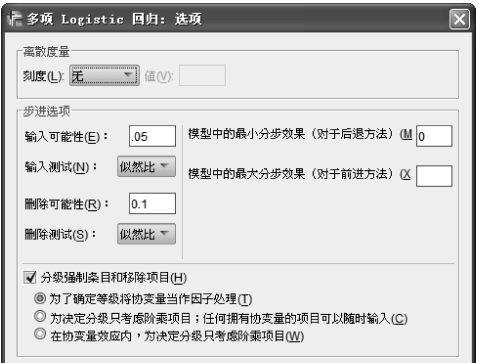 多项 Logistic 回归：选项
离散度量
刻度(L): 无 值(V):
步进选项
输入可能性(E)： .05 模型中的最小分步效果（对于后退方法）(M 0
输入测试(N)： 似然比 模型中的最大分步效果（对于前进方法）(X
删除可能性(R) 0.1
删除测试(S)： 似然比
分级强制条目和移除项目(H)
为了确定等级将协变量当作因子处理(T)
为决定分级只考虑阶乘项目；任何拥有协变量的项目可以随时输入(C)
在协变量效应内，为决定分级只考虑阶乘项目(W)